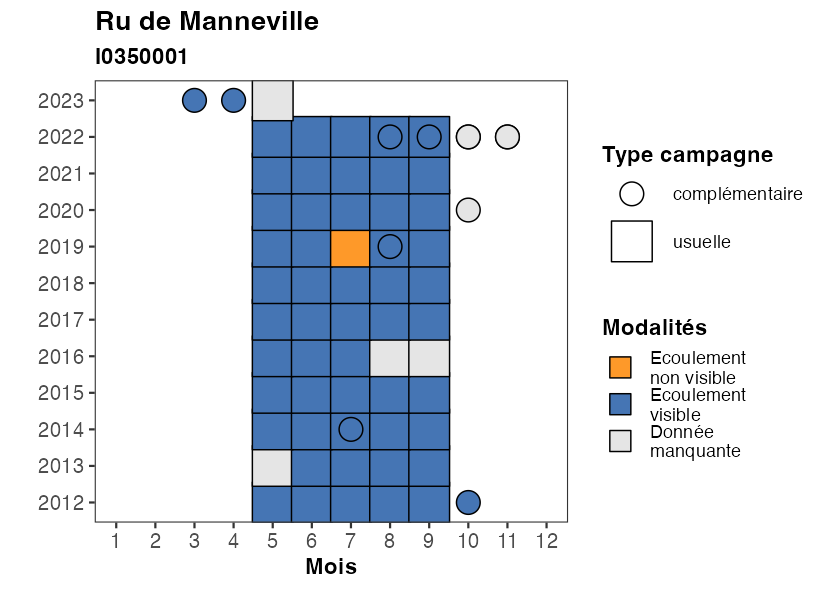 Ru de Manneville
I0350001
2023
2022
2021
2020
2019
2018
2017
2016
2015
2014
2013
2012
1 2 3 4 5 6 7 8 9 10 11 12
Mois
Type campagne
complémentaire
usuelle
Modalités
Ecoulement
non visible
Ecoulement
visible
Donnée
manquante